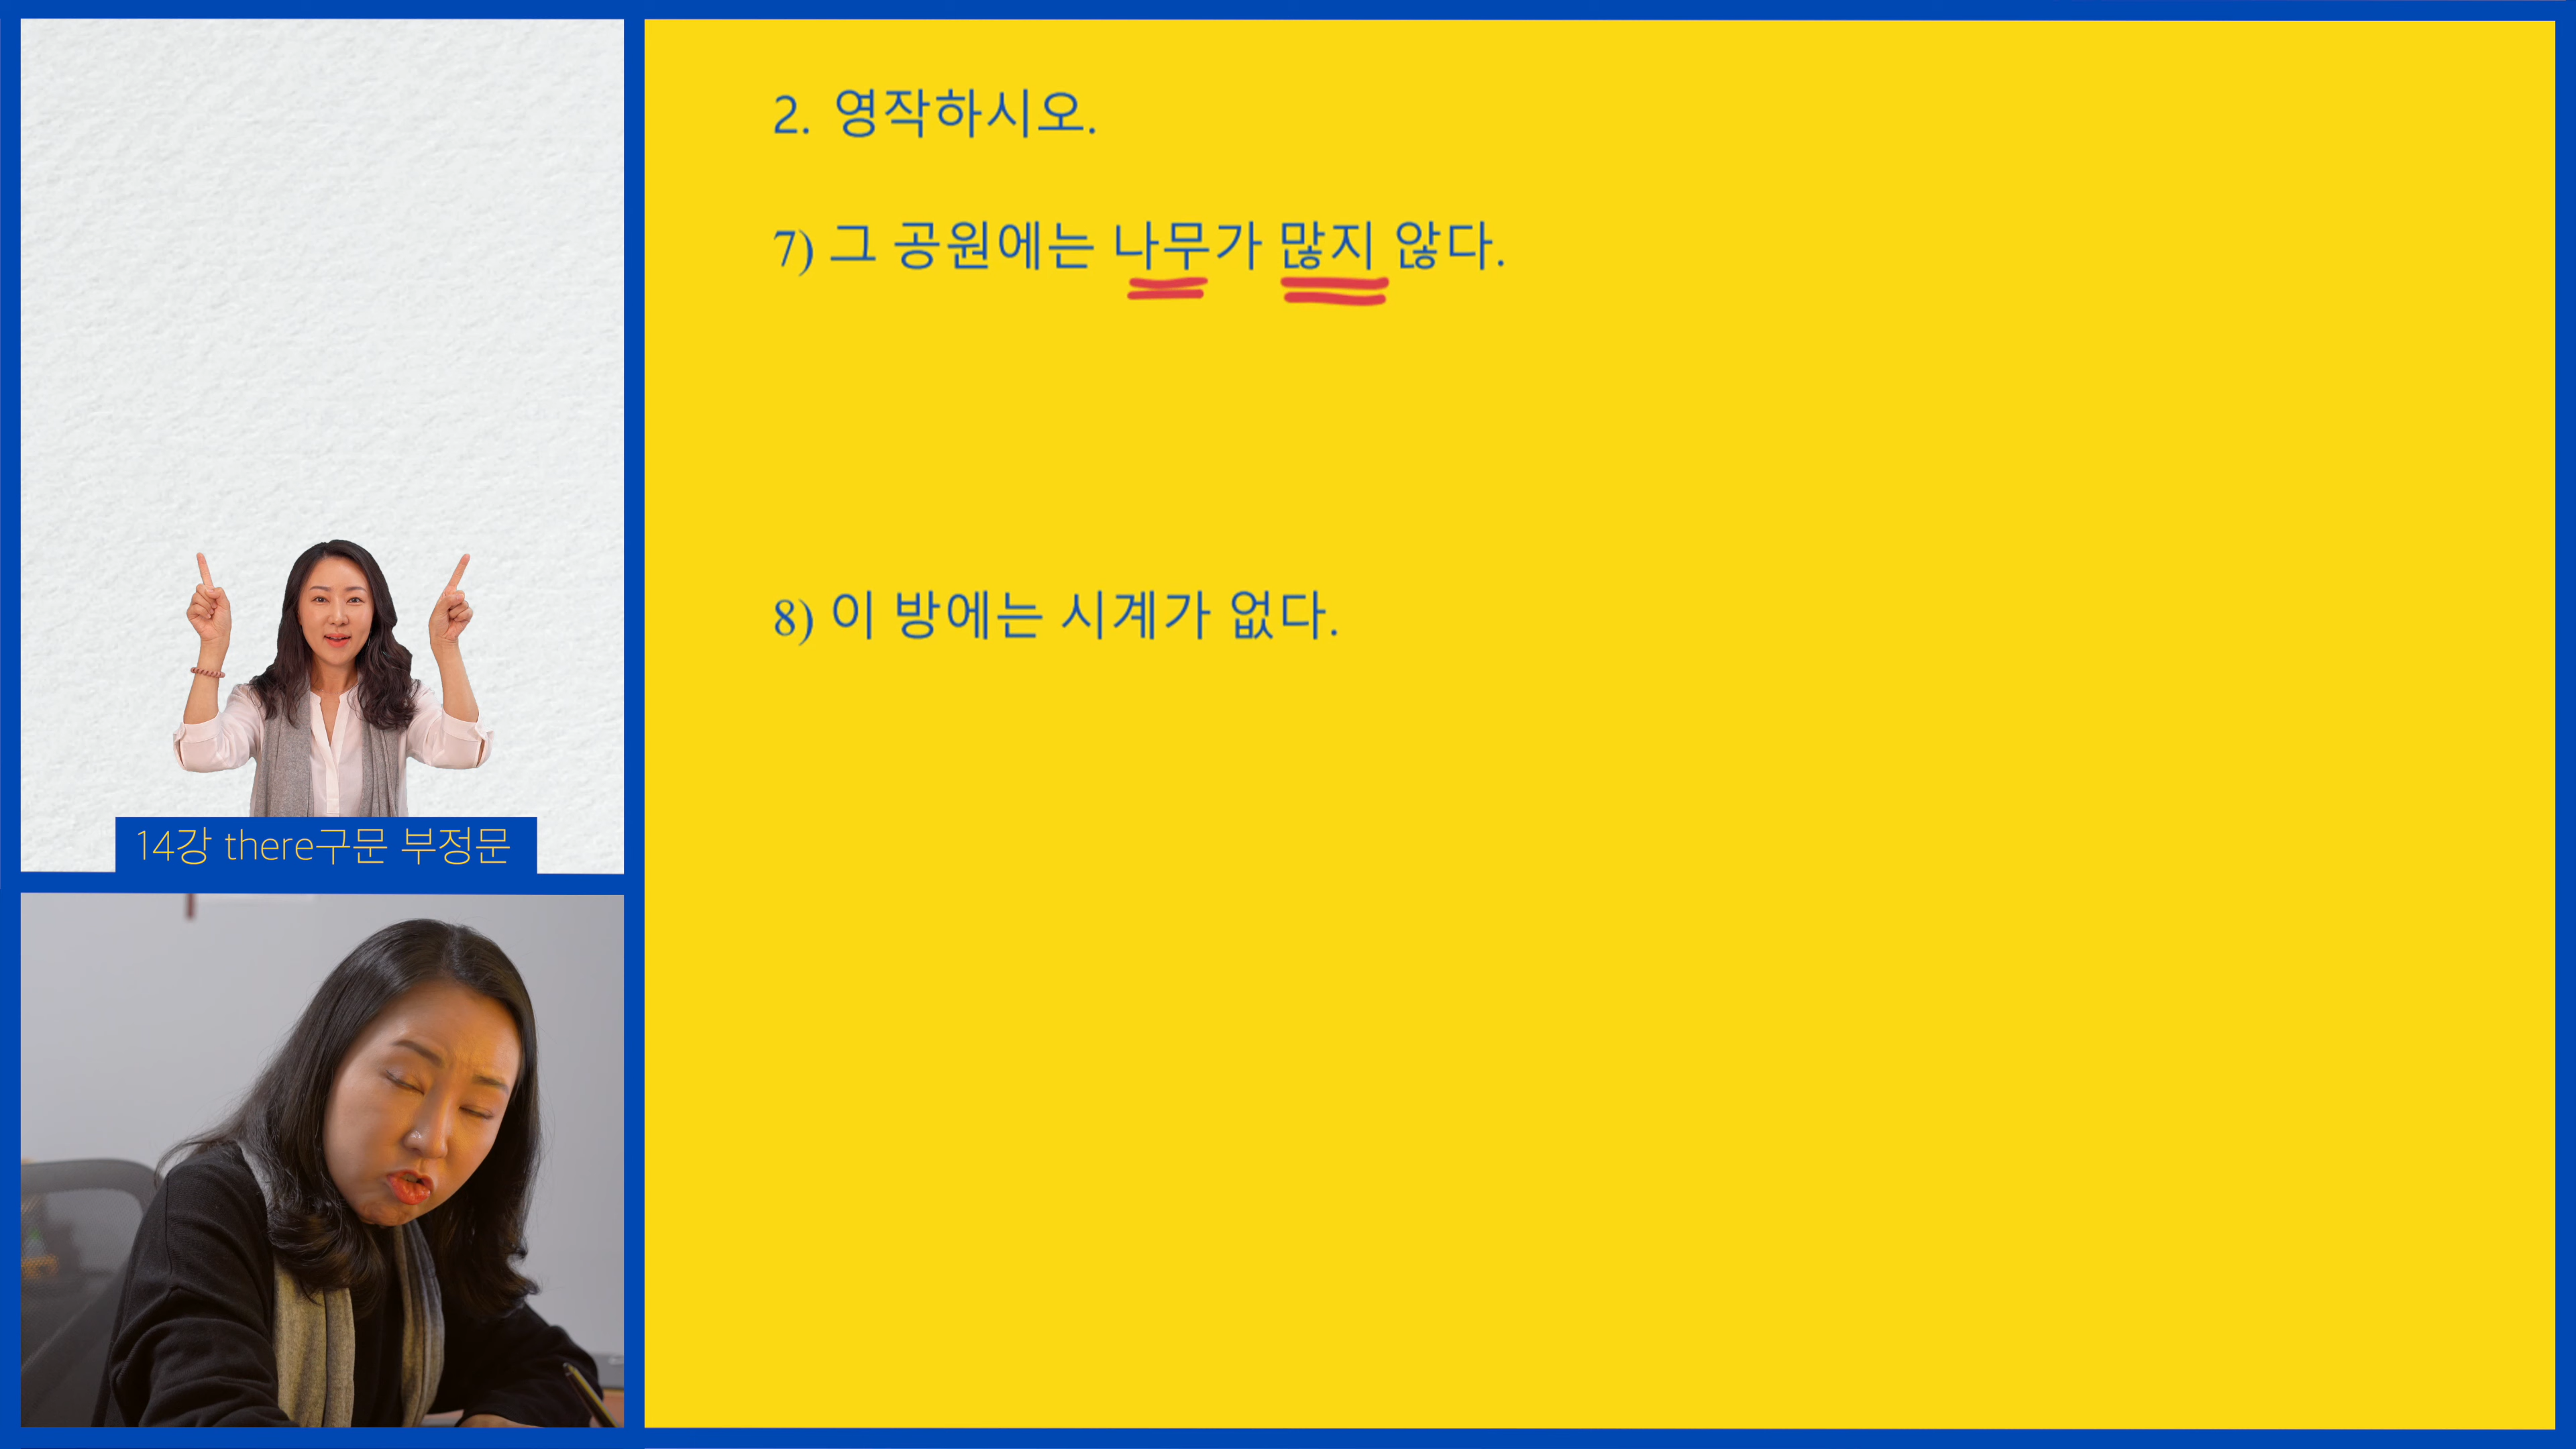 2. 영작하시오.
7) 그 공원에는 나무가 많지 않다.
8) 이 방에는 시계가 없다.
14강 there구문 부정문